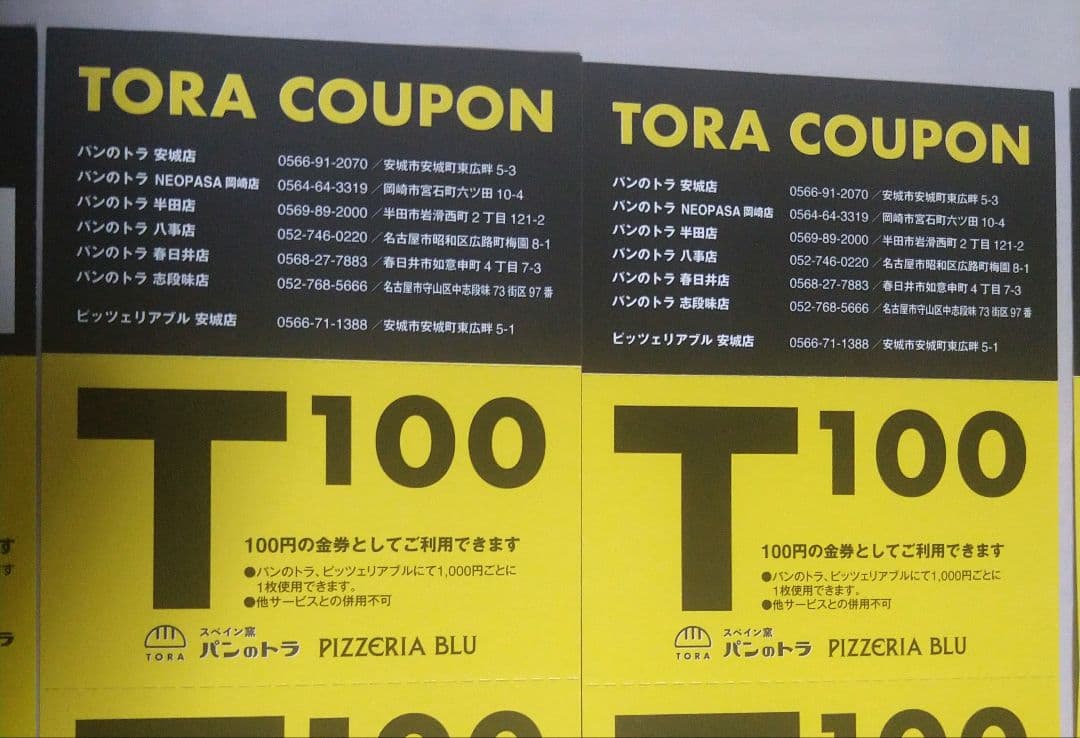 TORA COUPON
パンのトラ 安城店 0566-91-2070／安城市安城町東広畔 5-3
パンのトラ NEOPASA 岡崎店 0564-64-3319／岡崎市宮石町六ツ田 10-4
パンのトラ 半田店 0569-89-2000／半田市岩滑西町2丁目 121-2
パンのトラ 八事店 052-746-0220／名古屋市昭和区広路町梅園 8-1
パンのトラ 春日井店 0568-27-7883／春日井市如意申町4丁目 7-3
パンのトラ 志段味店 052-768-5666／名古屋市守山区中志段味 73 街区 97 番
ピッツェリアブル 安城店 0566-71-1388／安城市安城町東広畔 5-1
T100
100円の金券としてご利用できます
●パンのトラ、ピッツェリアブルにて1,000円ごとに
1枚使用できます。
●他サービスとの併用不可
TORA スペイン窯 パンのトラ PIZZERIA BLU
T100
TORA COUPON
パンのトラ 安城店 0566-91-2070／安城市安城町東広畔 5-3
パンのトラ NEOPASA 岡崎店 0564-64-3319／岡崎市宮石町六ツ田 10-4
パンのトラ 半田店 0569-89-2000／半田市岩滑西町2丁目 121-2
パンのトラ 八事店 052-746-0220／名古屋市昭和区広路町梅園 8-1
パンのトラ 春日井店 0568-27-7883／春日井市如意申町4丁目 7-3
パンのトラ 志段味店 052-768-5666／名古屋市守山区中志段味 73 街区 97 番
ピッツェリアブル 安城店 0566-71-1388／安城市安城町東広畔 5-1
T100
100円の金券としてご利用できます
●パンのトラ、ピッツェリアブルにて1,000円ごとに
1枚使用できます。
●他サービスとの併用不可
TORA スペイン窯 パンのトラ PIZZERIA BLU
T100